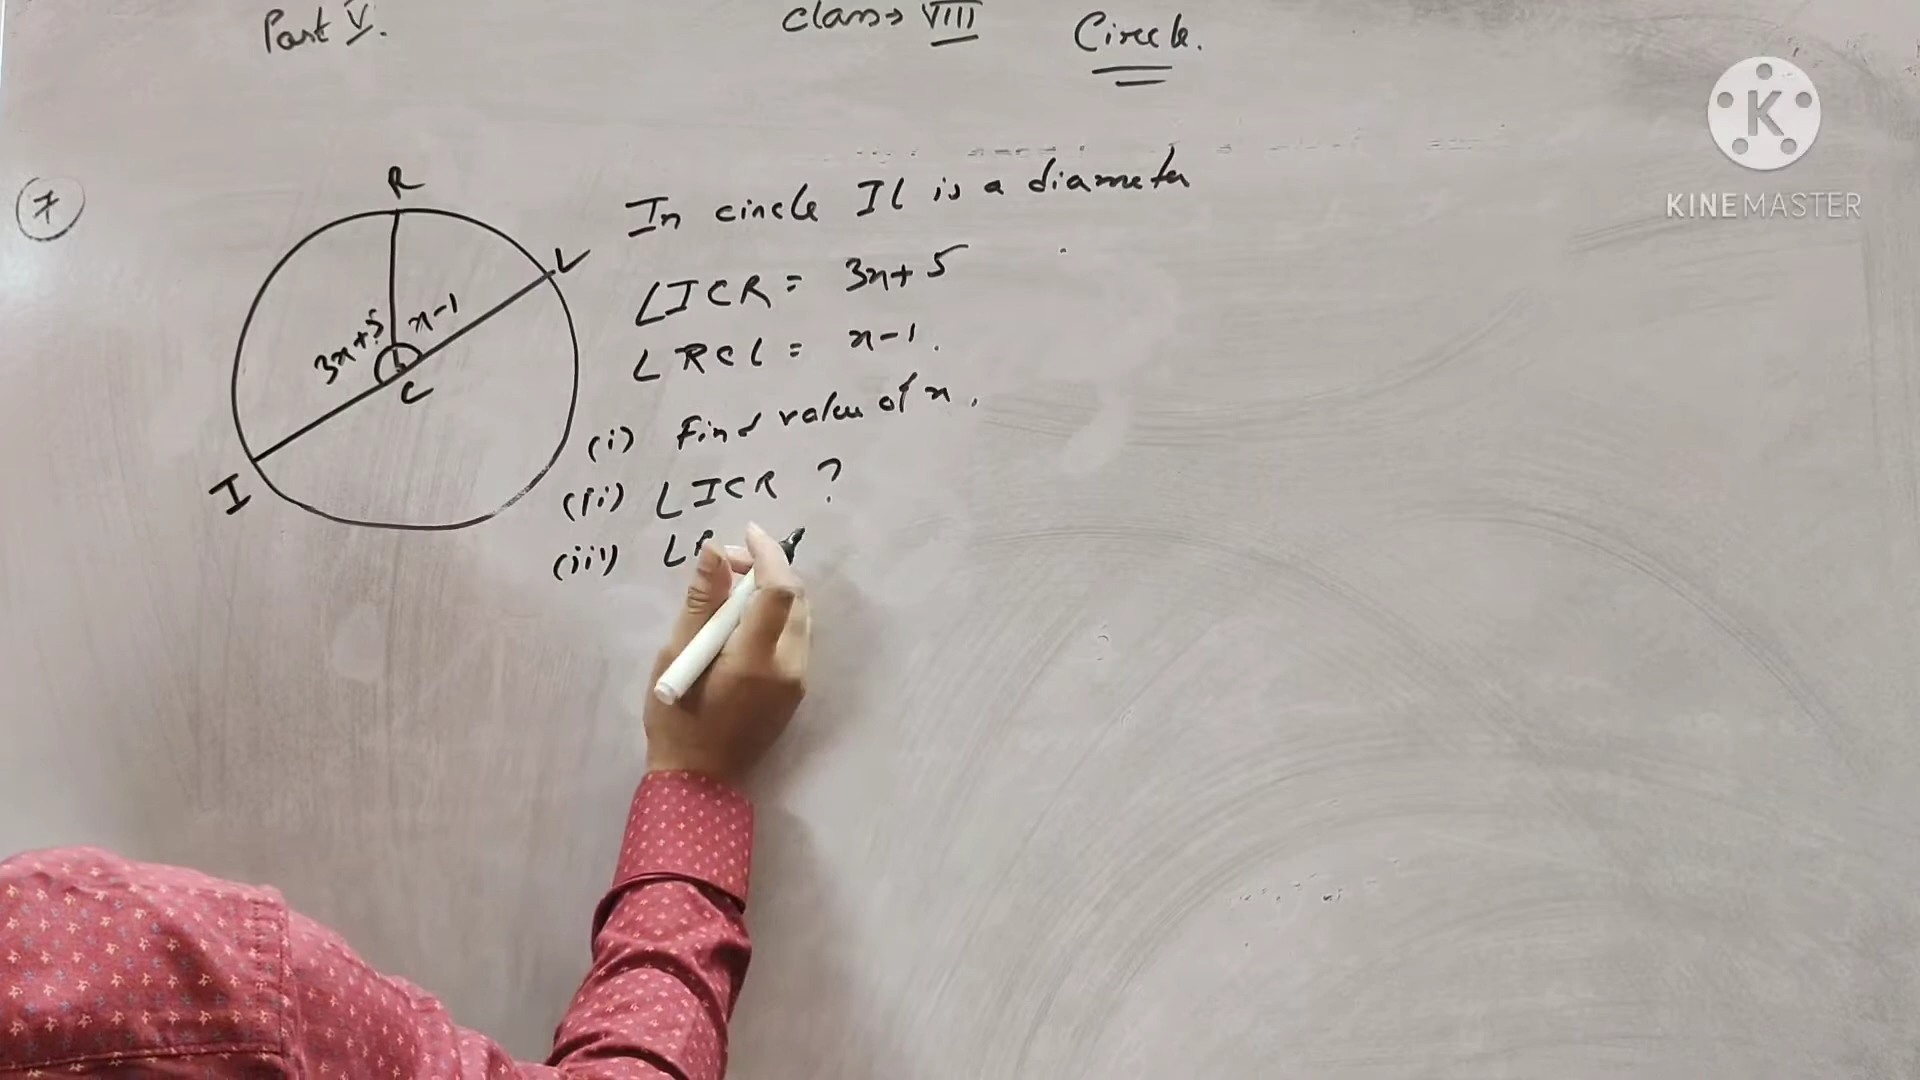 Part V.
Class→ VIII
Circle.
K
KINEMASTER
7
R
L
3x+5
x-1
C
I
In circle IL is a diameter
∠ICR = 3x+5
∠RCL = x-1.
(i) Find value of x.
(ii) ∠ICR ?
(iii) ∠